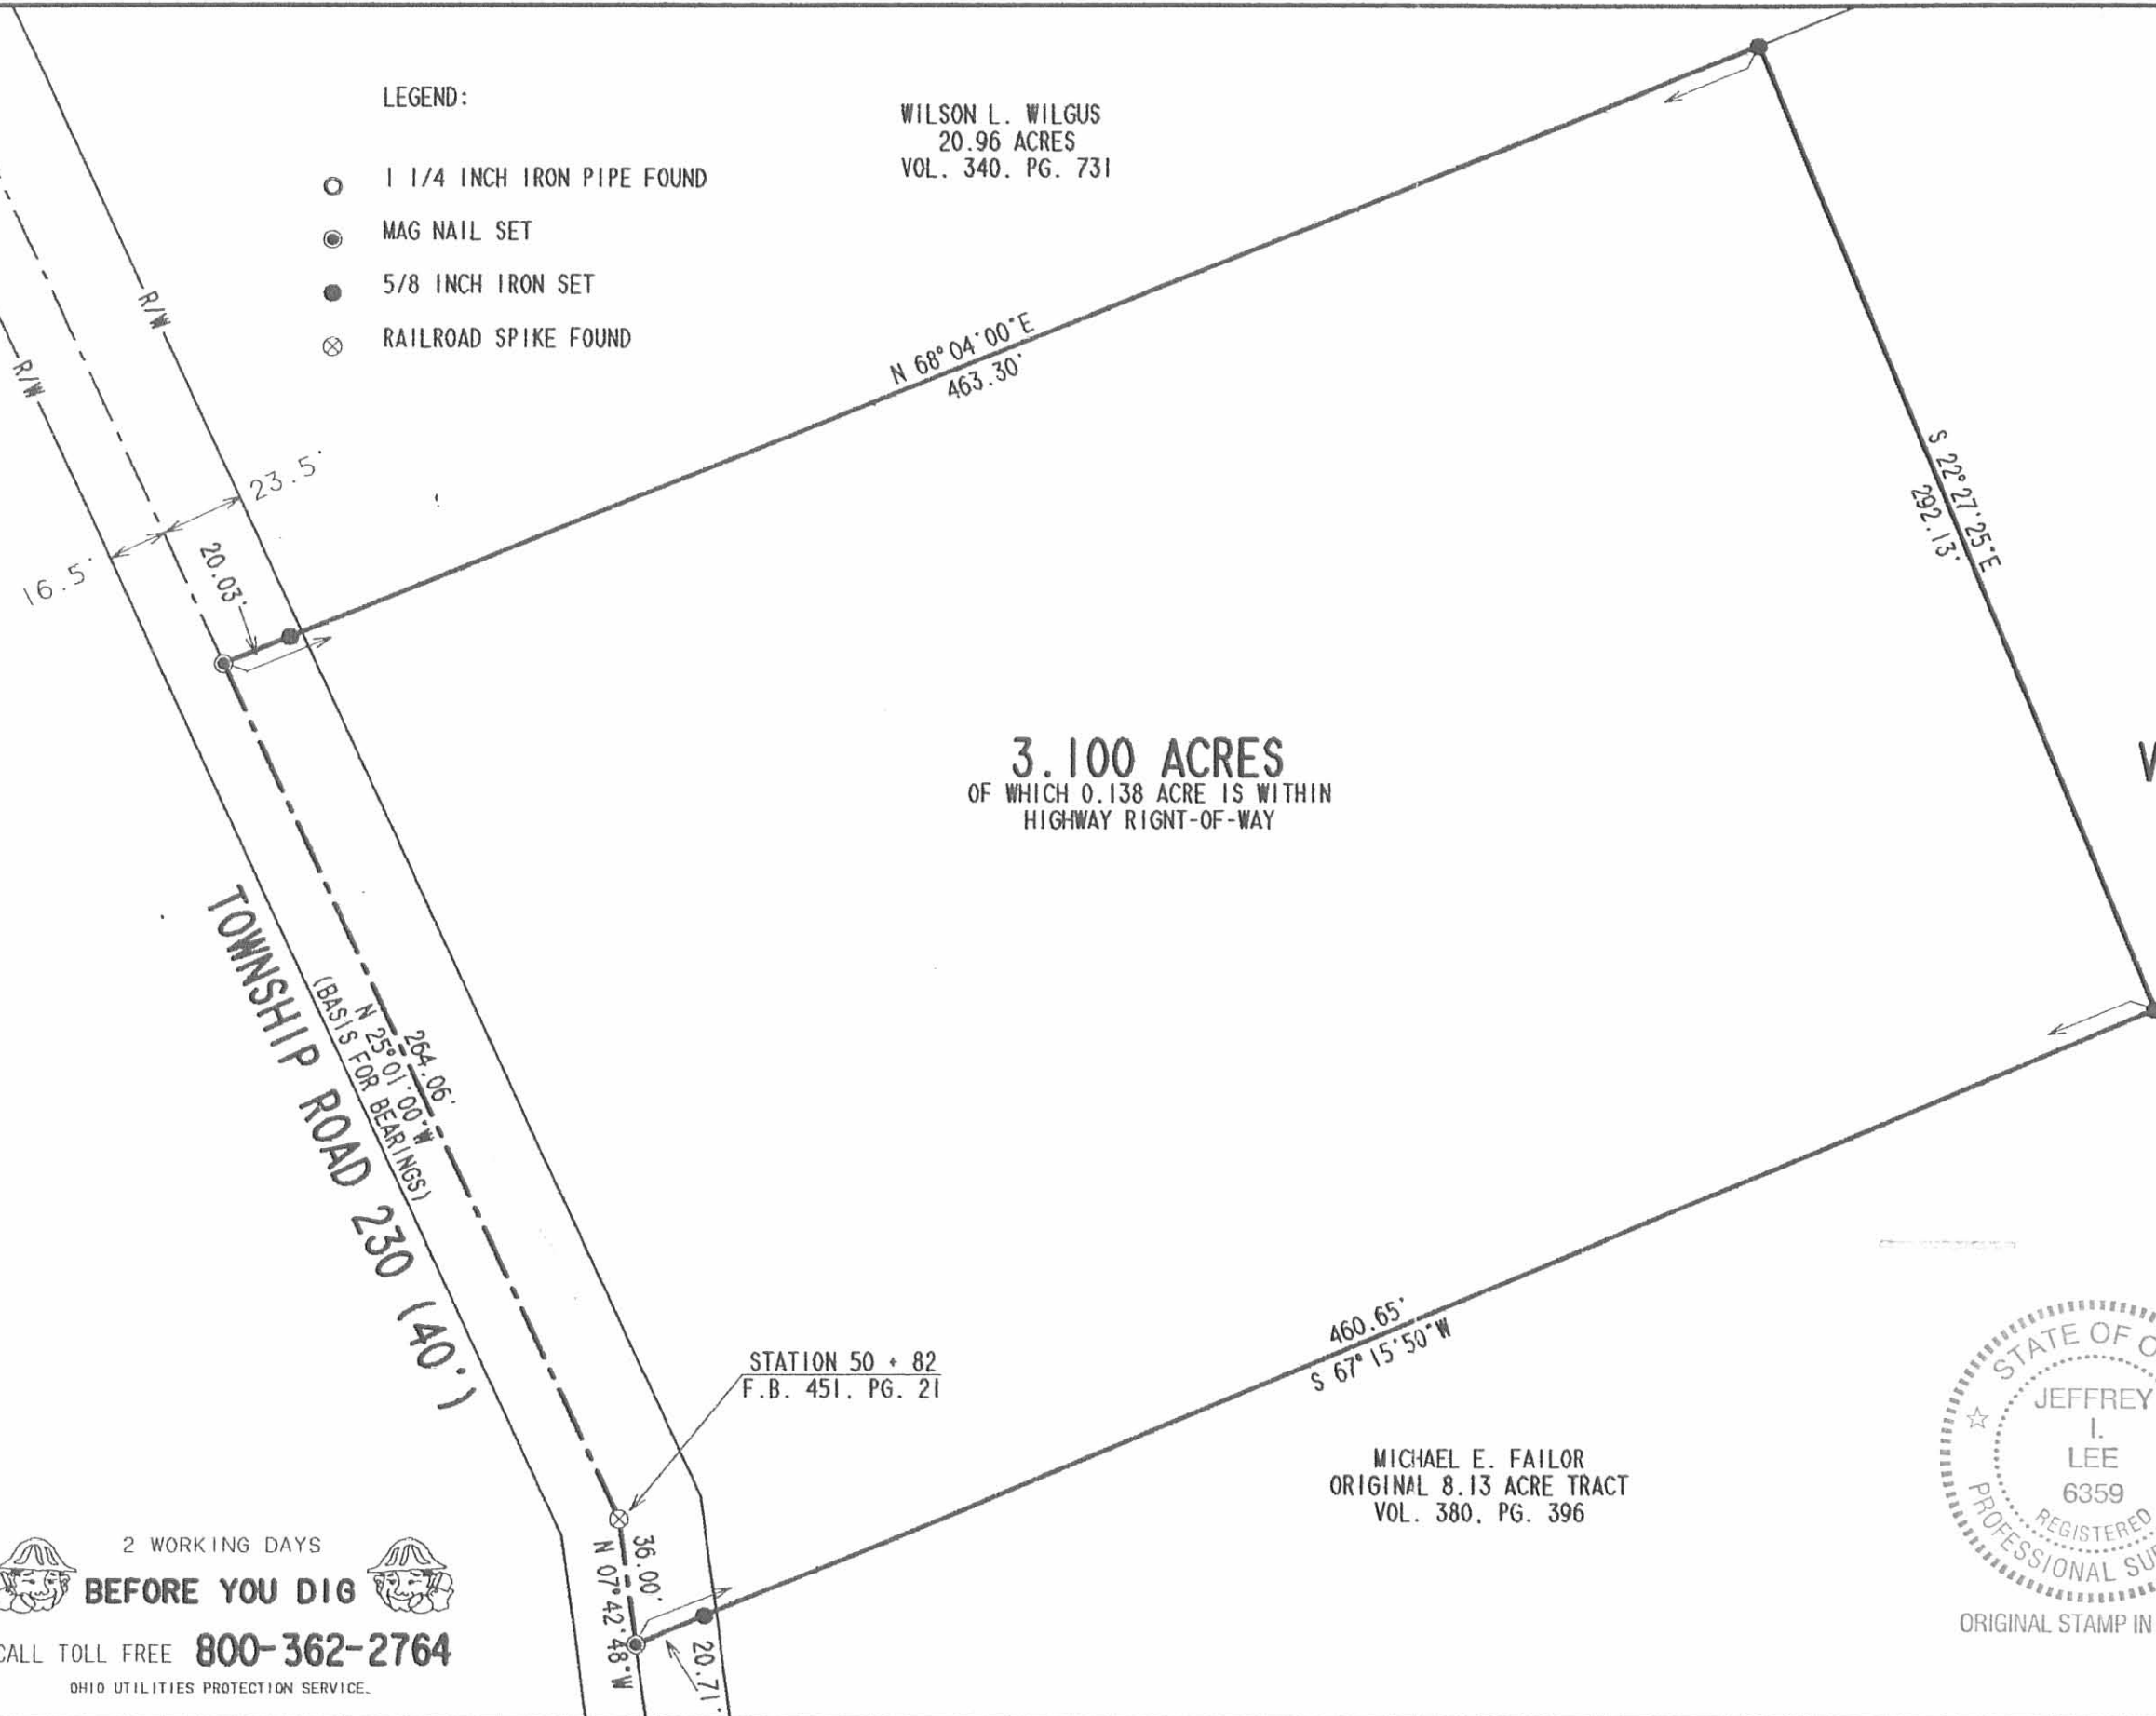 LEGEND:
1 1/4 INCH IRON PIPE FOUND
MAG NAIL SET
5/8 INCH IRON SET
RAILROAD SPIKE FOUND
WILSON L. WILGUS
20.96 ACRES
VOL. 340, PG. 731
R/W
R/W
N 68°04'00"E
463.30'
S 22°27'25"E
292.13'
23.5'
16.5'
20.03'
3.100 ACRES
OF WHICH 0.138 ACRE IS WITHIN
HIGHWAY RIGNT-OF-WAY
TOWNSHIP ROAD 230 (40')
264.06'
N 25°01'00"W
(BASIS FOR BEARINGS)
STATION 50 + 82
F.B. 451, PG. 21
460.65'
S 67°15'50"W
MICHAEL E. FAILOR
ORIGINAL 8.13 ACRE TRACT
VOL. 380, PG. 396
36.00'
N 07°42'48"W
20.71'
STATE OF O
JEFFREY
I.
LEE
6359
REGISTERED
PROFESSIONAL SU
ORIGINAL STAMP IN
2 WORKING DAYS
BEFORE YOU DIG
CALL TOLL FREE 800-362-2764
OHIO UTILITIES PROTECTION SERVICE.